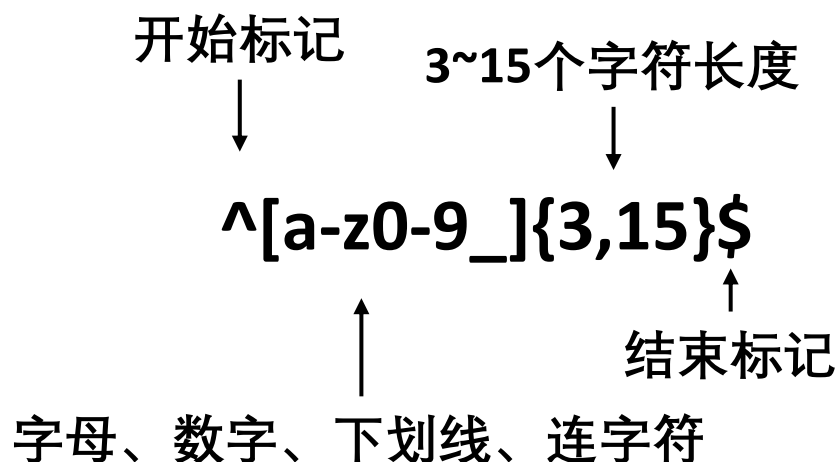 开始标记
3~15个字符长度
^[a-z0-9_]{3,15}$
结束标记
字母、数字、下划线、连字符